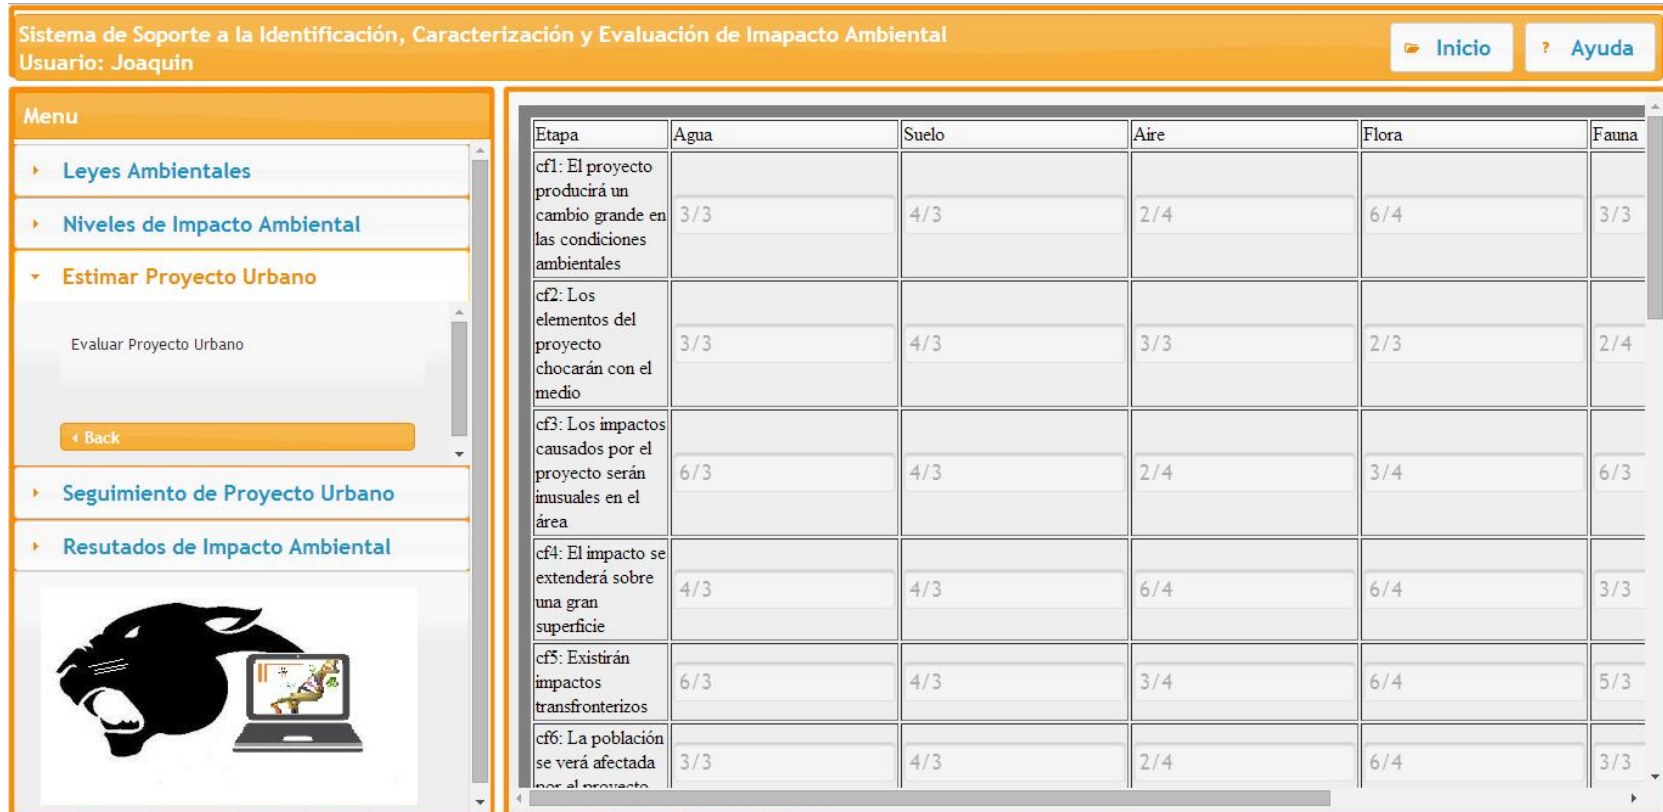 Sistema de Soporte a la Identificación, Caracterización y Evaluación de Imapacto Ambiental
Usuario: Joaquin
Inicio
? Ayuda
Menu
Leyes Ambientales
Niveles de Impacto Ambiental
Estimar Proyecto Urbano
Evaluar Proyecto Urbano
Back
Seguimiento de Proyecto Urbano
Resutados de Impacto Ambiental
Etapa Agua Suelo Aire Flora Fauna
cf1: El proyecto
producirá un
cambio grande en 3/3 4/3 2/4 6/4 3/3
las condiciones
ambientales
cf2: Los
elementos del
proyecto 3/3 4/3 3/3 2/3 2/4
chocarán con el
medio
cf3: Los impactos
causados por el
proyecto serán 6/3 4/3 2/4 3/4 6/3
inusuales en el
área
cf4: El impacto se
extenderá sobre 4/3 4/3 6/4 6/4 3/3
una gran
superficie
cf5: Existirán
impactos 6/3 4/3 3/4 6/4 5/3
transfronterizos
cf6: La población
se verá afectada 3/3 4/3 2/4 6/4 3/3
por el proyecto